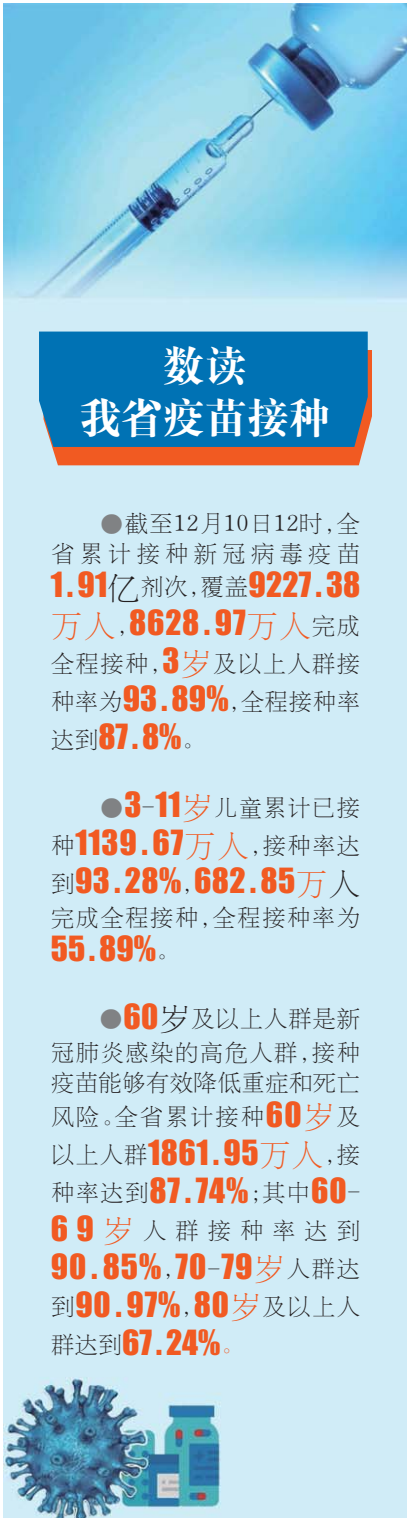 数读
我省疫苗接种
●截至12月10日12时,全
省累计接种新冠病毒疫苗
1.91亿剂次,覆盖9227.38
万人,8628.97万人完成
全程接种,3岁及以上人群接
种率为93.89%,全程接种率
达到87.8%。
●3-11岁儿童累计已接
种1139.67万人,接种率达
到93.28%,682.85万人
完成全程接种,全程接种率为
55.89%。
●60岁及以上人群是新
冠肺炎感染的高危人群,接种
疫苗能够有效降低重症和死亡
风险。全省累计接种60岁及
以上人群1861.95万人,接
种率达到87.74%;其中60-
69岁人群接种率达到
90.85%,70-79岁人群达
到90.97%,80岁及以上人
群达到67.24%。